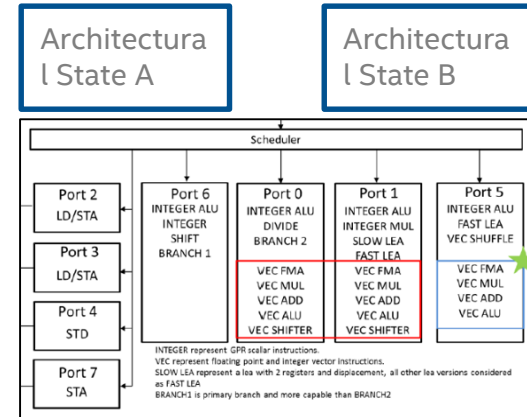 Architectura
l State A
Architectura
l State B
Scheduler
Port 2
LD/STA
Port 3
LD/STA
Port 4
STD
Port 7
STA
Port 6
INTEGER ALU
INTEGER
SHIFT
BRANCH 1
Port 0
INTEGER ALU
DIVIDE
BRANCH 2
VEC FMA
VEC MUL
VEC ADD
VEC ALU
VEC SHIFTER
Port 1
INTEGER ALU
INTEGER MUL
SLOW LEA
FAST LEA
VEC FMA
VEC MUL
VEC ADD
VEC ALU
VEC SHIFTER
Port 5
INTEGER ALU
FAST LEA
VEC SHUFFLE
VEC FMA
VEC MUL
VEC ADD
VEC ALU
INTEGER represent GPR scalar instructions.
VEC represent floating point and integer vector instructions.
SLOW LEA represent a lea with 2 registers and displacement, all other lea versions considered
as FAST LEA
BRANCH1 is primary branch and more capable than BRANCH2